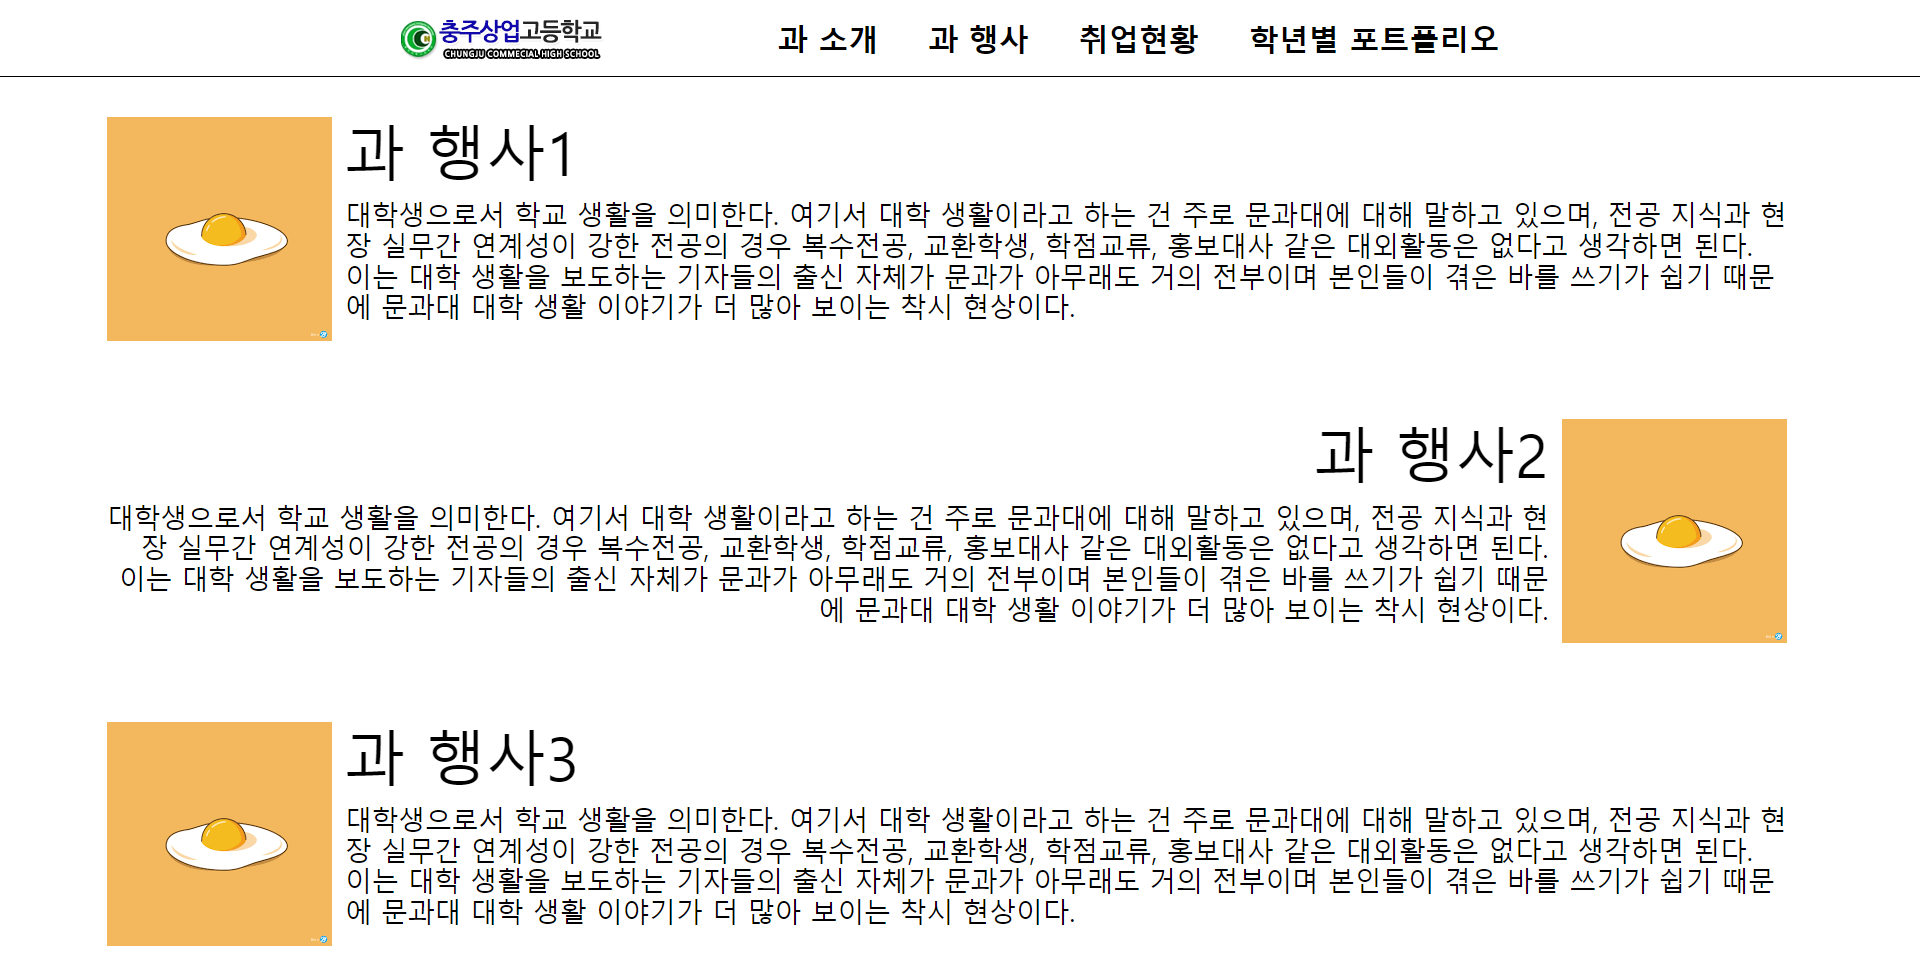 충주상업고등학교
CHUNGJU COMMECIAL HIGH SCHOOL
과 소개 과 행사 취업현황 학년별 포트폴리오
과 행사1
대학생으로서 학교 생활을 의미한다. 여기서 대학 생활이라고 하는 건 주로 문과대에 대해 말하고 있으며, 전공 지식과 현
장 실무간 연계성이 강한 전공의 경우 복수전공, 교환학생, 학점교류, 홍보대사 같은 대외활동은 없다고 생각하면 된다.
이는 대학 생활을 보도하는 기자들의 출신 자체가 문과가 아무래도 거의 전부이며 본인들이 겪은 바를 쓰기가 쉽기 때문
에 문과대 대학 생활 이야기가 더 많아 보이는 착시 현상이다.
과 행사2
대학생으로서 학교 생활을 의미한다. 여기서 대학 생활이라고 하는 건 주로 문과대에 대해 말하고 있으며, 전공 지식과 현
장 실무간 연계성이 강한 전공의 경우 복수전공, 교환학생, 학점교류, 홍보대사 같은 대외활동은 없다고 생각하면 된다.
이는 대학 생활을 보도하는 기자들의 출신 자체가 문과가 아무래도 거의 전부이며 본인들이 겪은 바를 쓰기가 쉽기 때문
에 문과대 대학 생활 이야기가 더 많아 보이는 착시 현상이다.
과 행사3
대학생으로서 학교 생활을 의미한다. 여기서 대학 생활이라고 하는 건 주로 문과대에 대해 말하고 있으며, 전공 지식과 현
장 실무간 연계성이 강한 전공의 경우 복수전공, 교환학생, 학점교류, 홍보대사 같은 대외활동은 없다고 생각하면 된다.
이는 대학 생활을 보도하는 기자들의 출신 자체가 문과가 아무래도 거의 전부이며 본인들이 겪은 바를 쓰기가 쉽기 때문
에 문과대 대학 생활 이야기가 더 많아 보이는 착시 현상이다.